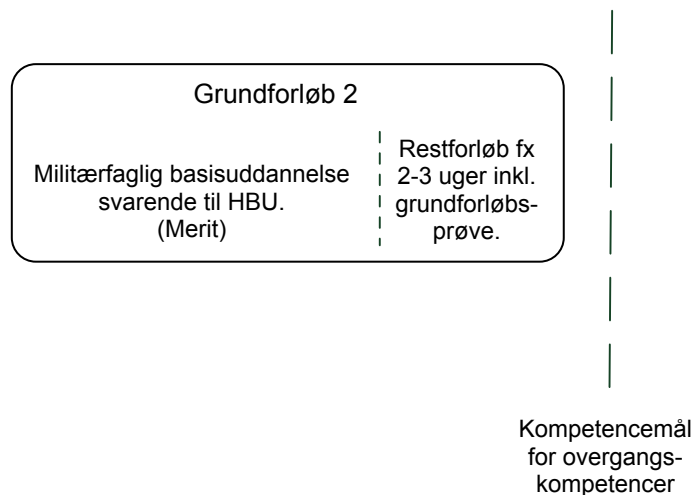 Grundforløb 2
Militærfaglig basisuddannelse
svarende til HBU.
(Merit)
Restforløb fx
2-3 uger inkl.
grundforløbs-
prøve.
Kompetencemål
for overgangs-
kompetencer